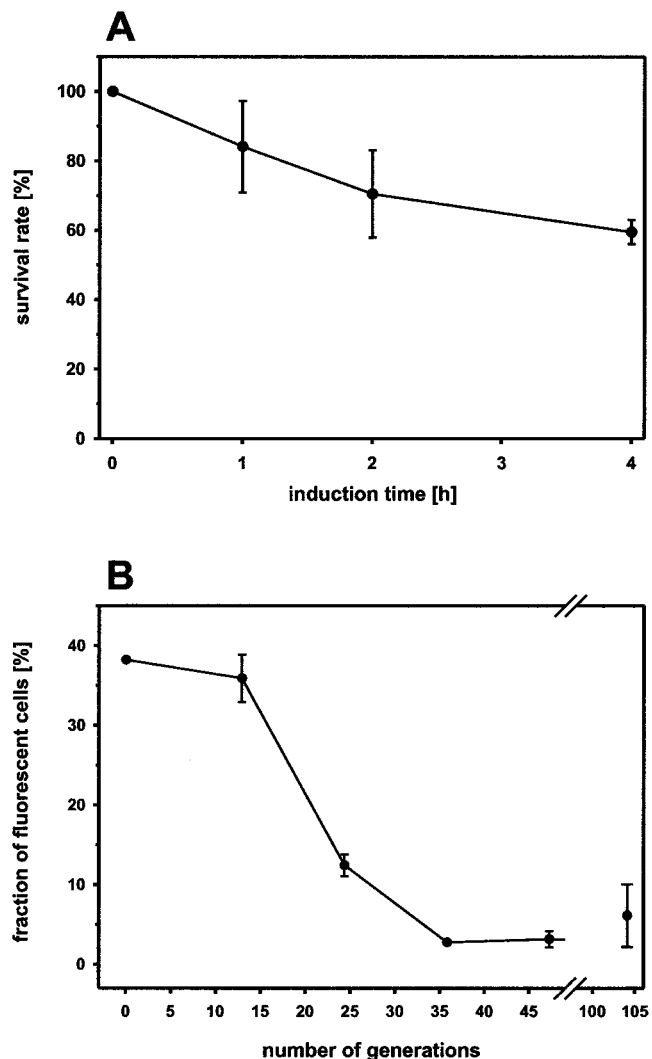 A
survival rate [%]
100
80
60
40
20
0
0 1 2 3 4
induction time [h]
B
fraction of fluorescent cells [%]
40
30
20
10
0
0 5 10 15 20 25 30 35 40 45 100 105
number of generations